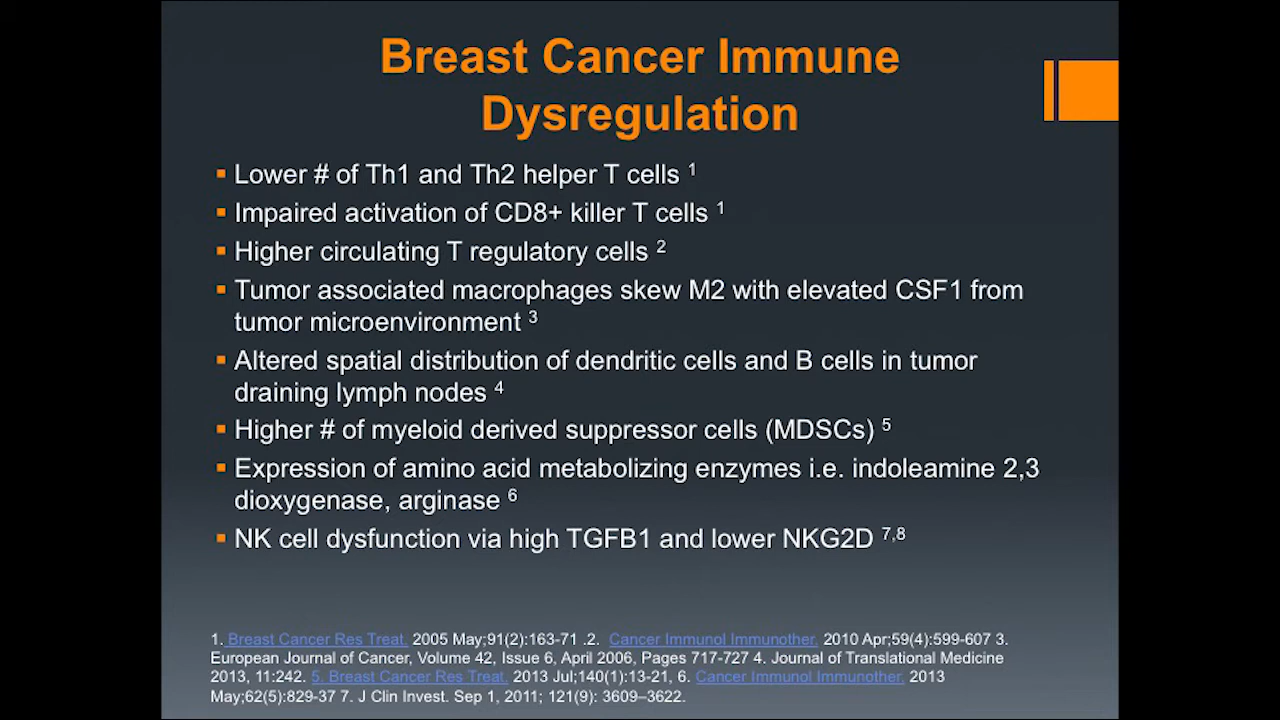 Breast Cancer Immune
Dysregulation
▪ Lower # of Th1 and Th2 helper T cells 1
▪ Impaired activation of CD8+ killer T cells 1
▪ Higher circulating T regulatory cells 2
▪ Tumor associated macrophages skew M2 with elevated CSF1 from
tumor microenvironment 3
▪ Altered spatial distribution of dendritic cells and B cells in tumor
draining lymph nodes 4
▪ Higher # of myeloid derived suppressor cells (MDSCs) 5
▪ Expression of amino acid metabolizing enzymes i.e. indoleamine 2,3
dioxygenase, arginase 6
▪ NK cell dysfunction via high TGFB1 and lower NKG2D 7,8
1. Breast Cancer Res Treat. 2005 May;91(2):163-71 .2. Cancer Immunol Immunother. 2010 Apr;59(4):599-607 3.
European Journal of Cancer, Volume 42, Issue 6, April 2006, Pages 717-727 4. Journal of Translational Medicine
2013, 11:242. 5. Breast Cancer Res Treat. 2013 Jul;140(1):13-21, 6. Cancer Immunol Immunother. 2013
May;62(5):829-37 7. J Clin Invest. Sep 1, 2011; 121(9): 3609–3622.